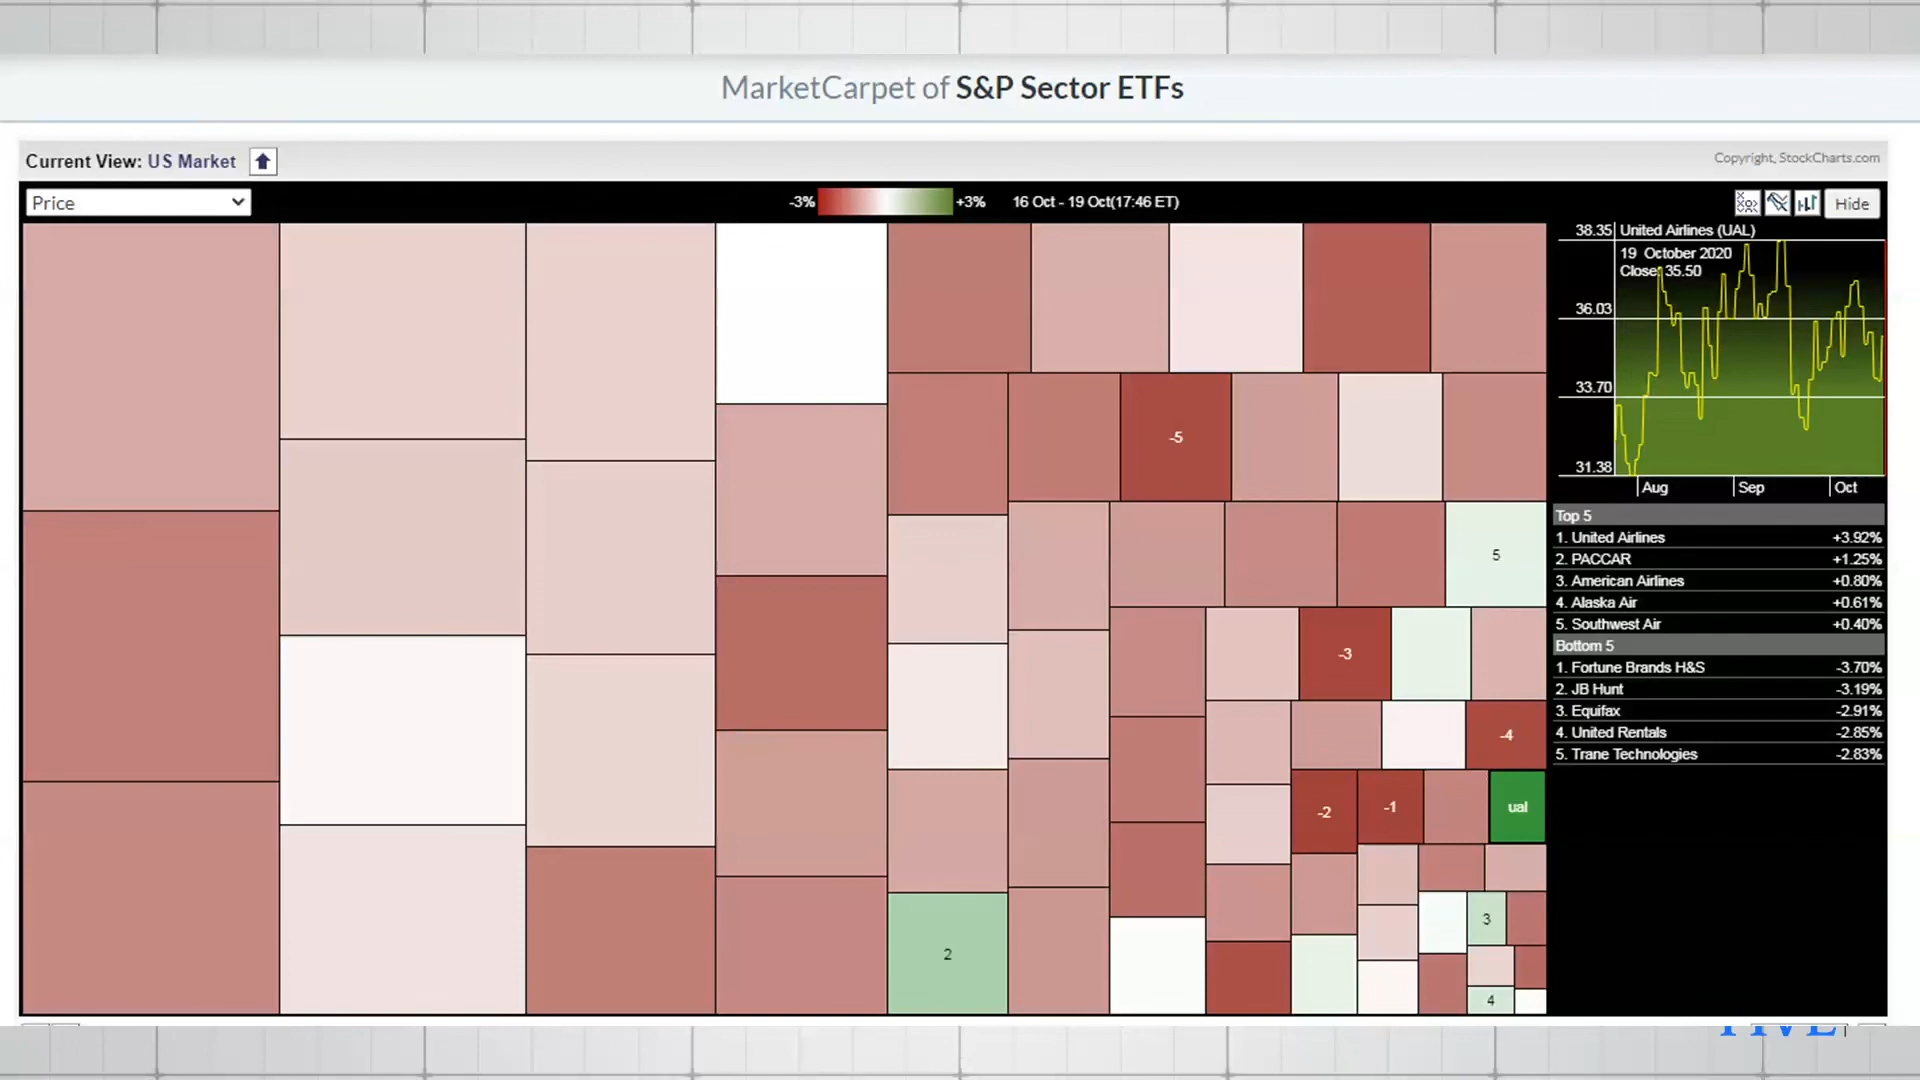 MarketCarpet of S&P Sector ETFs
Current View: US Market
Copyright, StockCharts.com
Price
-3%
+3%
16 Oct - 19 Oct(17:46 ET)
Hide
38.35
United Airlines (UAL)
19 October 2020
Close: 35.50
36.03
33.70
31.38
Aug
Sep
Oct
-5
5
-3
-4
-2
-1
ual
2
3
4
Top 5
1. United Airlines +3.92%
2. PACCAR +1.25%
3. American Airlines +0.80%
4. Alaska Air +0.61%
5. Southwest Air +0.40%
Bottom 5
1. Fortune Brands H&S -3.70%
2. JB Hunt -3.19%
3. Equifax -2.91%
4. United Rentals -2.85%
5. Trane Technologies -2.83%